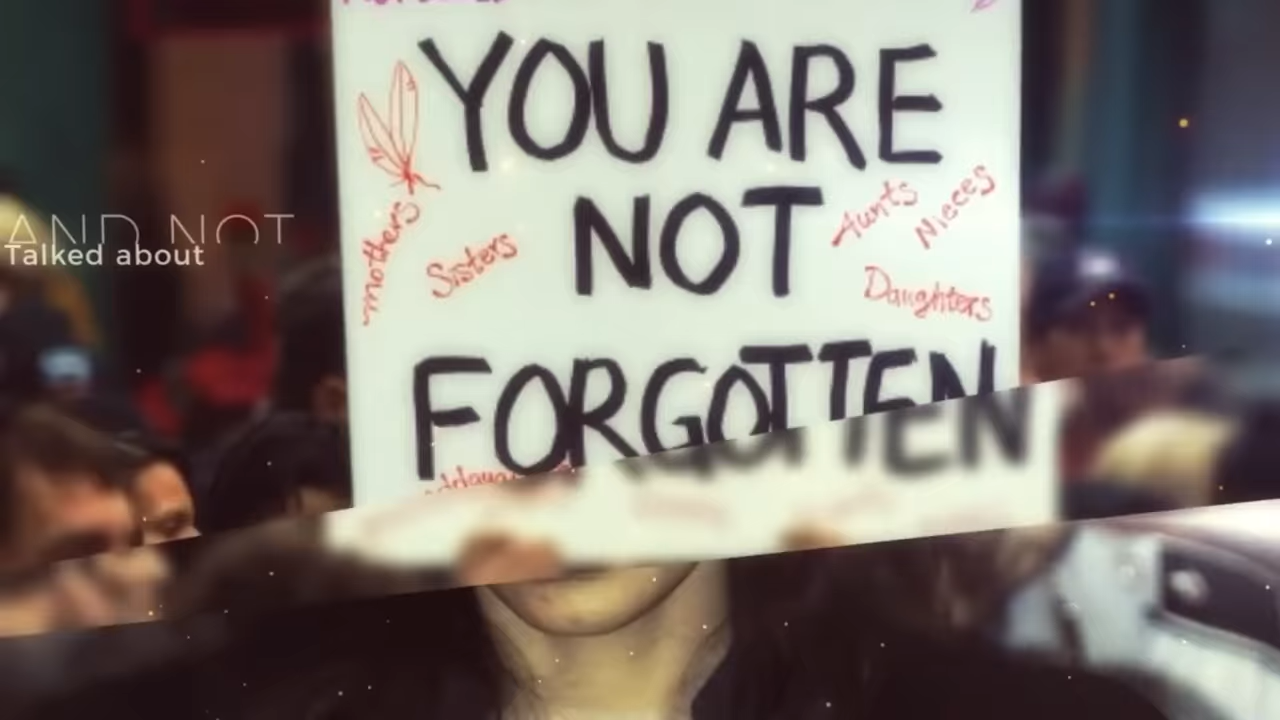 YOU ARE
NOT
FORGOTTEN
mothers
Sisters
Aunts
Nieces
Daughters
AND NOT
Talked about